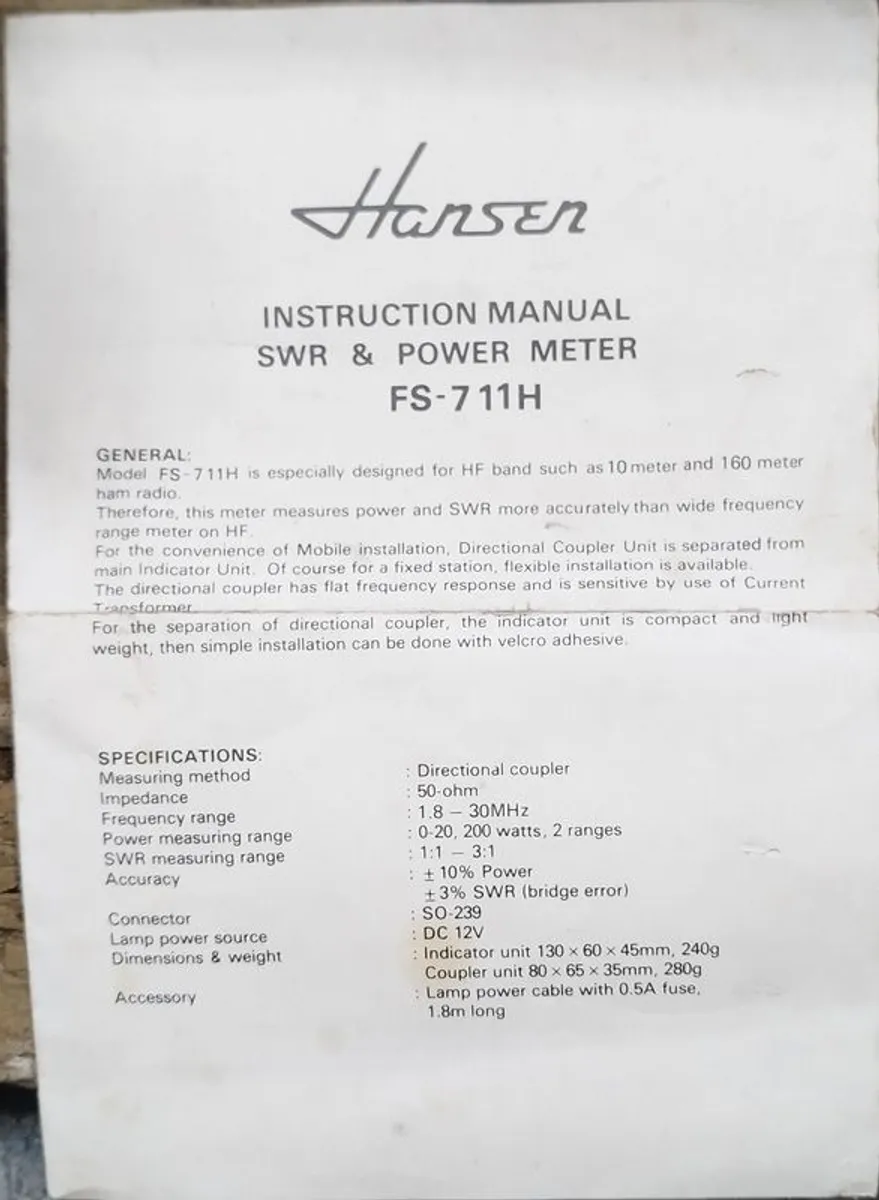 Hansen
INSTRUCTION MANUAL
SWR & POWER METER
FS-711H
GENERAL:
Model FS-711H is especially designed for HF band such as 10 meter and 160 meter
ham radio.
Therefore, this meter measures power and SWR more accurately than wide frequency
range meter on HF.
For the convenience of Mobile installation, Directional Coupler Unit is separated from
main Indicator Unit. Of course for a fixed station, flexible installation is available.
The directional coupler has flat frequency response and is sensitive by use of Current
Transformer
For the separation of directional coupler, the indicator unit is compact and light
weight, then simple installation can be done with velcro adhesive.
SPECIFICATIONS:
Measuring method : Directional coupler
Impedance : 50-ohm
Frequency range : 1.8 – 30MHz
Power measuring range : 0-20, 200 watts, 2 ranges
SWR measuring range : 1:1 – 3:1
Accuracy : ±10% Power
±3% SWR (bridge error)
Connector : SO-239
Lamp power source : DC 12V
Dimensions & weight : Indicator unit 130 × 60 × 45mm, 240g
Coupler unit 80 × 65 × 35mm, 280g
Accessory : Lamp power cable with 0.5A fuse,
1.8m long